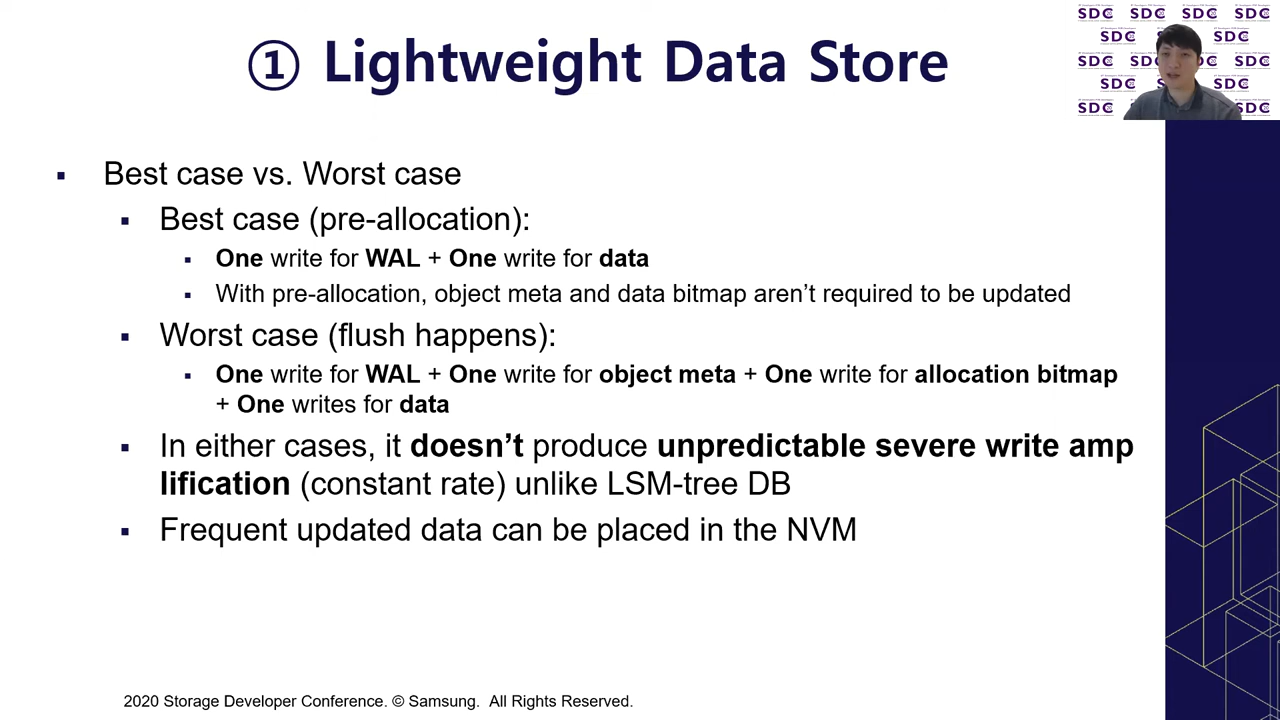 ① Lightweight Data Store
SDC SDC SDC SDC
SDC SDC
SDC SDC
SDC
SDC SDC
▪ Best case vs. Worst case
▪ Best case (pre-allocation):
▪ One write for WAL + One write for data
▪ With pre-allocation, object meta and data bitmap aren’t required to be updated
▪ Worst case (flush happens):
▪ One write for WAL + One write for object meta + One write for allocation bitmap
+ One writes for data
▪ In either cases, it doesn’t produce unpredictable severe write amp
lification (constant rate) unlike LSM-tree DB
▪ Frequent updated data can be placed in the NVM
2020 Storage Developer Conference. © Samsung. All Rights Reserved.